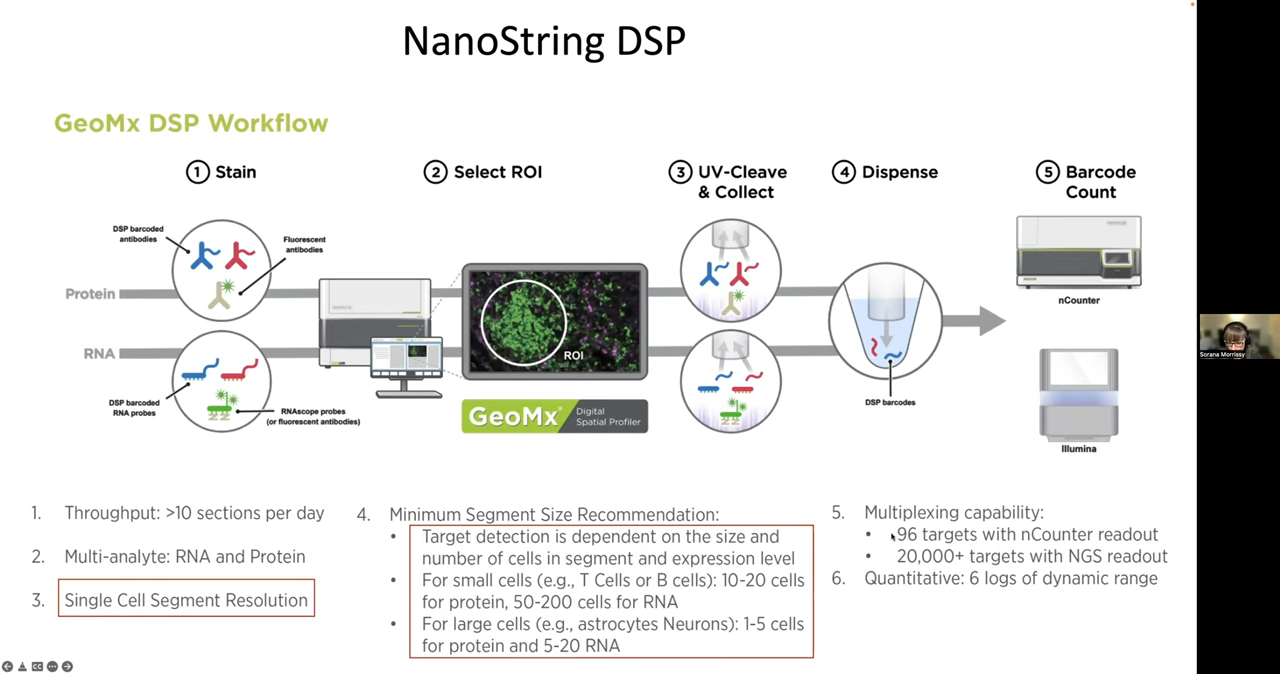 NanoString DSP
GeoMx DSP Workflow
1 Stain
2 Select ROI
3 UV-Cleave
& Collect
4 Dispense
5 Barcode
Count
DSP barcoded
antibodies
Fluorescent
antibodies
Protein
RNA
DSP barcoded
RNA probes
RNAscope probes
(or fluorescent antibodies)
ROI
GeoMx® Digital
Spatial Profiler
DSP barcodes
nCounter
Illumina
1. Throughput: >10 sections per day
2. Multi-analyte: RNA and Protein
3. Single Cell Segment Resolution
4. Minimum Segment Size Recommendation:
• Target detection is dependent on the size and
number of cells in segment and expression level
• For small cells (e.g., T Cells or B cells): 10-20 cells
for protein, 50-200 cells for RNA
• For large cells (e.g., astrocytes Neurons): 1-5 cells
for protein and 5-20 RNA
5. Multiplexing capability:
• 96 targets with nCounter readout
• 20,000+ targets with NGS readout
6. Quantitative: 6 logs of dynamic range
Sorana Morrissy